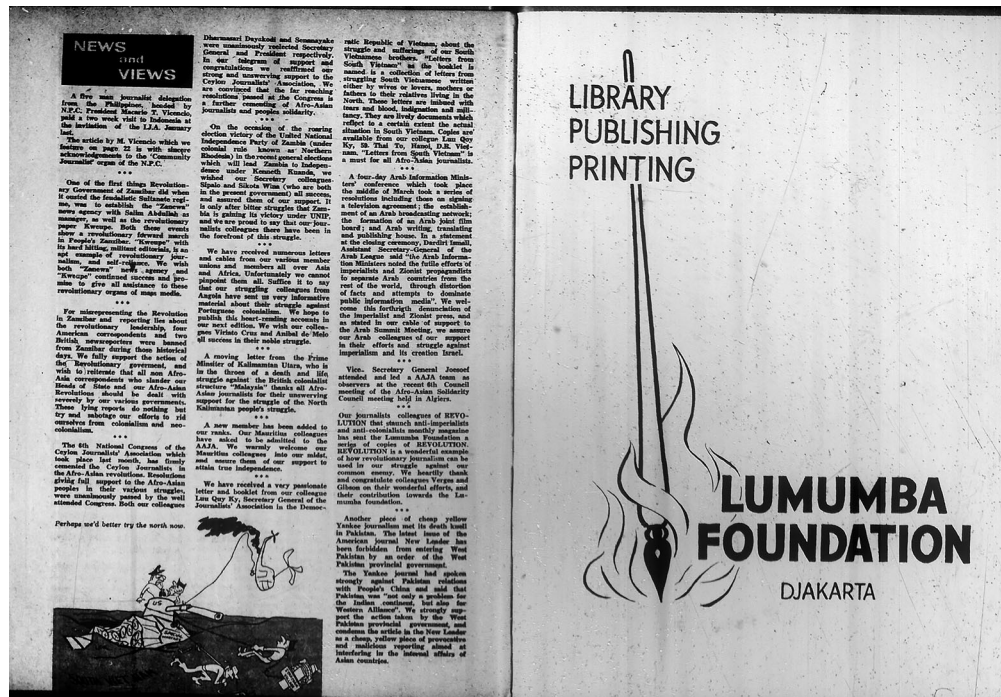 NEWS
and
VIEWS
A five man journalist delegation
from the Philippine, headed by
N.P.C. President Macario T. Vicencio,
paid a two week visit to Indonesia at
the invitation of the I.J.A. January
last.
The article by M. Vicencio which we
feature on page 22 is with sincere
acknowledgements to the 'Community
Journalist' organ of the N.P.C.
***
One of the first things Revolution-
ary Government of Zanzibar did when
it ousted the feudalistic Sultanate regi-
me, was to establish the "Zanewa"
news agency with Salim Abdullah as
manager, as well as the revolutionary
paper Kweupe. Both these events
show a revolutionary forward march
in People's Zanzibar. "Kweupe" with
its hard hitting, militant editorials, is an
apt example of revolutionary jour-
nalism, and self-reliance. We wish
both "Zanewa" news agency and
"Kweupe" continued success and pro-
mise to give all assistance to these
revolutionary organs of mass media.
***
For misrepresenting the Revolution
in Zanzibar and reporting lies about
the revolutionary leadership, four
American correspondents and two
British newsreporters were banned
from Zanzibar during those historical
days. We fully support the action of
the Revolutionary goverment, and
wish to reiterate that all non Afro-
Asia correspondents who slander our
Heads of State and our Afro-Asian
Revolutions should be dealt with
severely by our various governments.
These lying reports do nothing but
try and sabotage our efforts to rid
ourselves from colonialism and neo-
colonialism.
***
The 6th National Congress of the
Ceylon Journalists' Association which
took place last month, has firmly
cemented the Ceylon Journalists in
the Afro-Asian revolutions. Resolutions
giving full support to the Afro-Asian
peoples in their various struggles,
were unanimously passed by the well
attended Congress. Both our colleagues
Dharmasari Dayakodi and Senanayake
were unanimously reelected Secretary
General and President respectively.
In our telegram of support and
congratulations we reaffirmed our
strong and unswerving support to the
Ceylon Journalists' Association. We
are convinced that the far reaching
resolutions passed at the Congress is
a further cementing of Afro-Asian
journalists and peoples solidarity.
***
On the occasion of the roaring
election victory of the United National
Independence Party of Zambia (under
colonial rule known as Northern
Rhodesia) in the recent general elections
which will lead Zambia to Indepen-
dence under Kenneth Kuanda, we
wished our Secretary colleagues
Sipalo and Sikota Wina (who are both
in the present government) all success,
and assured them of our support. It
is only after bitter struggles that Zam-
bia is gaining its victory under UNIP,
and we are proud to say that our jour-
nalists colleagues there have been in
the forefront of this struggle.
***
We have received numerous letters
and cables from our various member
unions and members all over Asia
and Africa. Unfortunately we cannot
pinpoint them all. Suffice it to say
that our struggling colleagues from
Angola have sent us very informative
material about their struggle against
Portuguese colonialism. We hope to
publish this heart-rending accounts in
our next edition. We wish our collea-
gues Viriato Cruz and Anibal de Melo
all success in their noble struggle.
***
A moving letter from the Prime
Minsiter of Kalimantan Utara, who is
in the throes of a death and life,
struggle against the British colonialist
structure "Malaysia" thanks all Afro-
Asian journalists for their unswerving
support for the struggle of the North
Kalimantan people's struggle.
***
A new member has been added to
our ranks. Our Mauritius colleagues
have asked to be admitted to the
AAJA. We warmly welcome our
Mauritius colleagues into our midst,
and assure them of our support to
attain true independence.
***
We have received a very passionate
letter and booklet from our colleague
Luu Quy Ky, Secretary General of the
Journalists' Association in the Democ-
ratic Republic of Vietnam, about the
struggle and sufferings of our South
Vietnamese brothers. "Letters from
South Vietnam" as the booklet is
named is a collection of letters from
struggling South Vietnamese written
either by wives or lovers, mothers or
fathers to their relatives living in the
North. These letters are imbued with
tears and blood, indignation and mili-
tancy. They are lively documents which
reflect to a certain extent the actual
situation in South Vietnam. Copies are
available from our collegue Luu Quy
Ky, 59. Thai To, Hanoi, D.R. Viet-
nam. "Letters from South Vietnam" is
a must for all Afro-Asian journalists.
***
A four-day Arab Information Minis-
ters' conference which took place
the middle of March took a series of
resolutions including those on signing
a television agreement; the establish-
ment of an Arab broadcasting network;
the formation of an Arab joint film
board; and Arab writing, translating
and publishing house. In a statement
at the closing ceremony, Dardiri Ismail,
Assistant Secretary-General of the
Arab League said "the Arab Informa-
tion Ministers noted the futile efforts of
imperialists and Zionist propagandists
to separate Arab countries from the
rest of the world, through distortion
of facts and attempts to dominate
public information media". We wel-
come this forthrigth denunciation of
the imperialist and Zionist press, and
as stated in our cable of support to
the Arab Summit Meeting, we assure
our Arab colleagues of our support
in their efforts and struggle against
imperialism and its creation Israel.
***
Vice. Secretary General Joesoef
attended and led a AAJA team as
observers at the recent 6th Council
meeting of the Afro-Asian Solidarity
Council meeting held in Algiers.
***
Our journalists colleagues of REVO-
LUTION that staunch anti-imperialists
and anti-colonialists monthly magazine
has sent the Lumumba Foundation a
series of copies of REVOLUTION.
REVOLUTION is a wonderful example
of how revolutionary journalism can be
used in our struggle against our
common enemy. We heartily thank
and congratulate colleagues Verges and
Gibson on their wonderful efforts, and
their contribution towards the Lu-
mumba foundation.
***
Another piece of cheap yellow
Yankee journalism met its death knell
in Pakistan. The latest issue of the
American journal New Leader has
been forbidden from entering West
Pakistan by an order of the West
Pakistan provincial government.
The Yankee journal had spoken
strongly against Pakistan relations
with People's China and said that
Pakistan was "not only a problem for
the Indian continent, but also for
Western Alliance". We strongly sup-
port the action taken by the West
Pakistan provincial government, and
condemn the article in the New Leader
as a cheap, yellow piece of provocative
and malicious reporting aimed at
interfering in the internal affairs of
Asian countries.
Perhaps we'd better try the north now.
US
LIBRARY
PUBLISHING
PRINTING
LUMUMBA
FOUNDATION
DJAKARTA